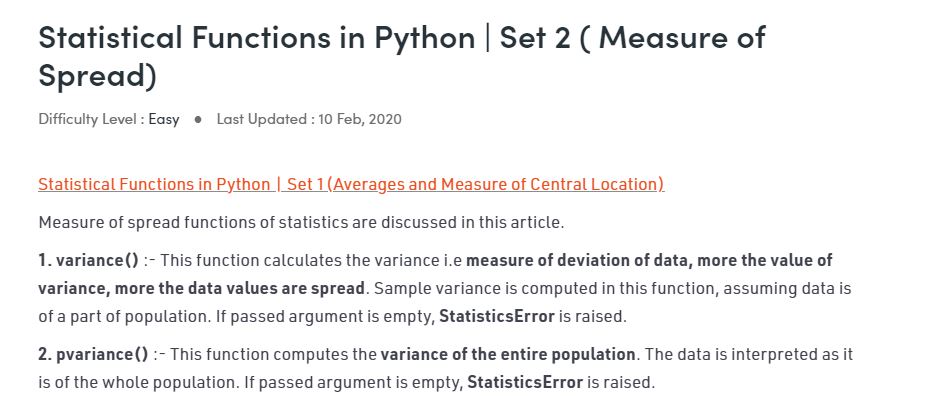 Statistical Functions in Python | Set 2 ( Measure of
Spread)
Difficulty Level : Easy ● Last Updated : 10 Feb, 2020
Statistical Functions in Python | Set 1(Averages and Measure of Central Location)
Measure of spread functions of statistics are discussed in this article.
1. variance() :- This function calculates the variance i.e measure of deviation of data, more the value of
variance, more the data values are spread. Sample variance is computed in this function, assuming data is
of a part of population. If passed argument is empty, StatisticsError is raised.
2. pvariance() :- This function computes the variance of the entire population. The data is interpreted as it
is of the whole population. If passed argument is empty, StatisticsError is raised.